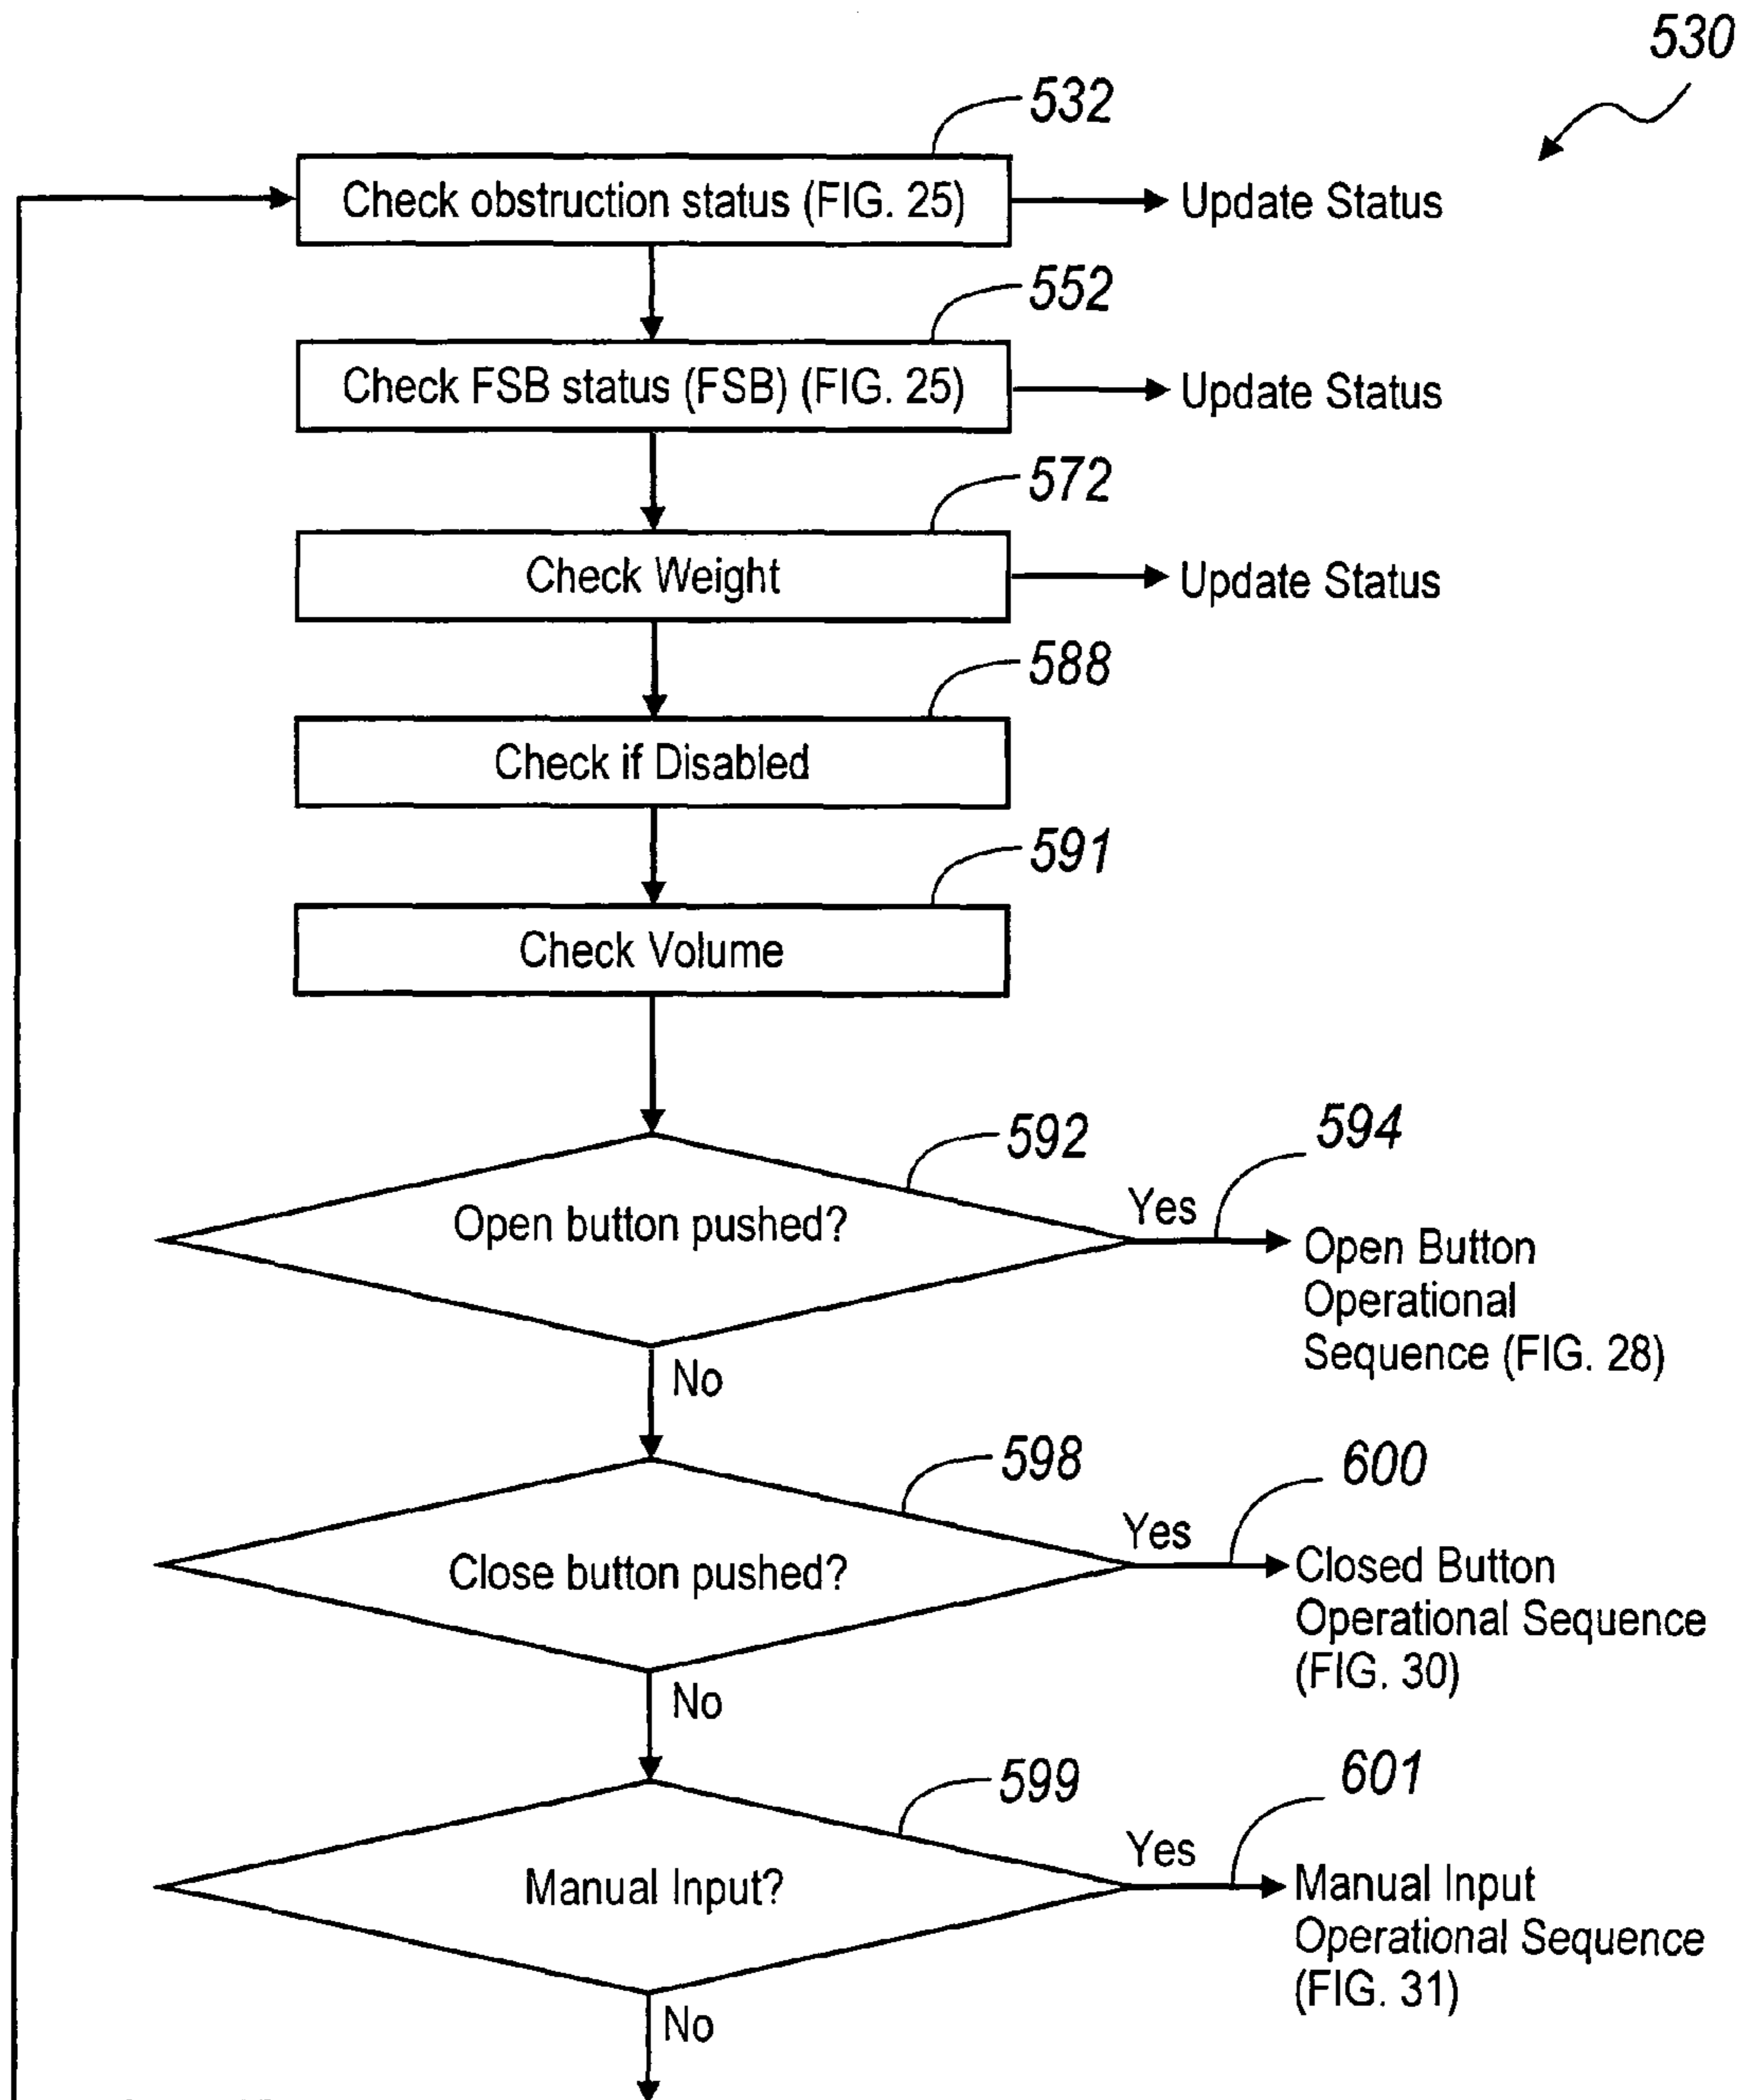 530
532
Check obstruction status (FIG. 25)
Update Status
552
Check FSB status (FSB) (FIG. 25)
Update Status
572
Check Weight
Update Status
588
Check if Disabled
591
Check Volume
592
594
Open button pushed?
Yes
Open Button
Operational
Sequence (FIG. 28)
No
598
600
Close button pushed?
Yes
Closed Button
Operational Sequence
(FIG. 30)
No
599
601
Manual Input?
Yes
Manual Input
Operational Sequence
(FIG. 31)
No